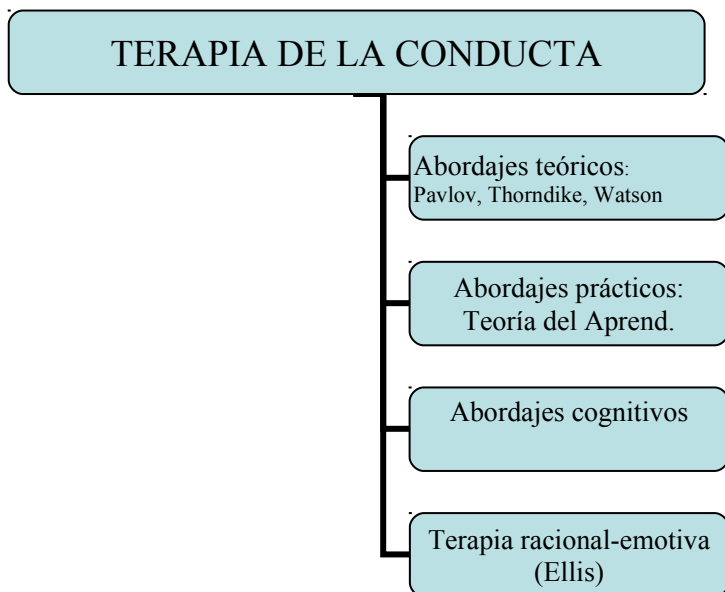 TERAPIA DE LA CONDUCTA
Abordajes teóricos:
Pavlov, Thorndike, Watson
Abordajes prácticos:
Teoría del Aprend.
Abordajes cognitivos
Terapia racional-emotiva
(Ellis)